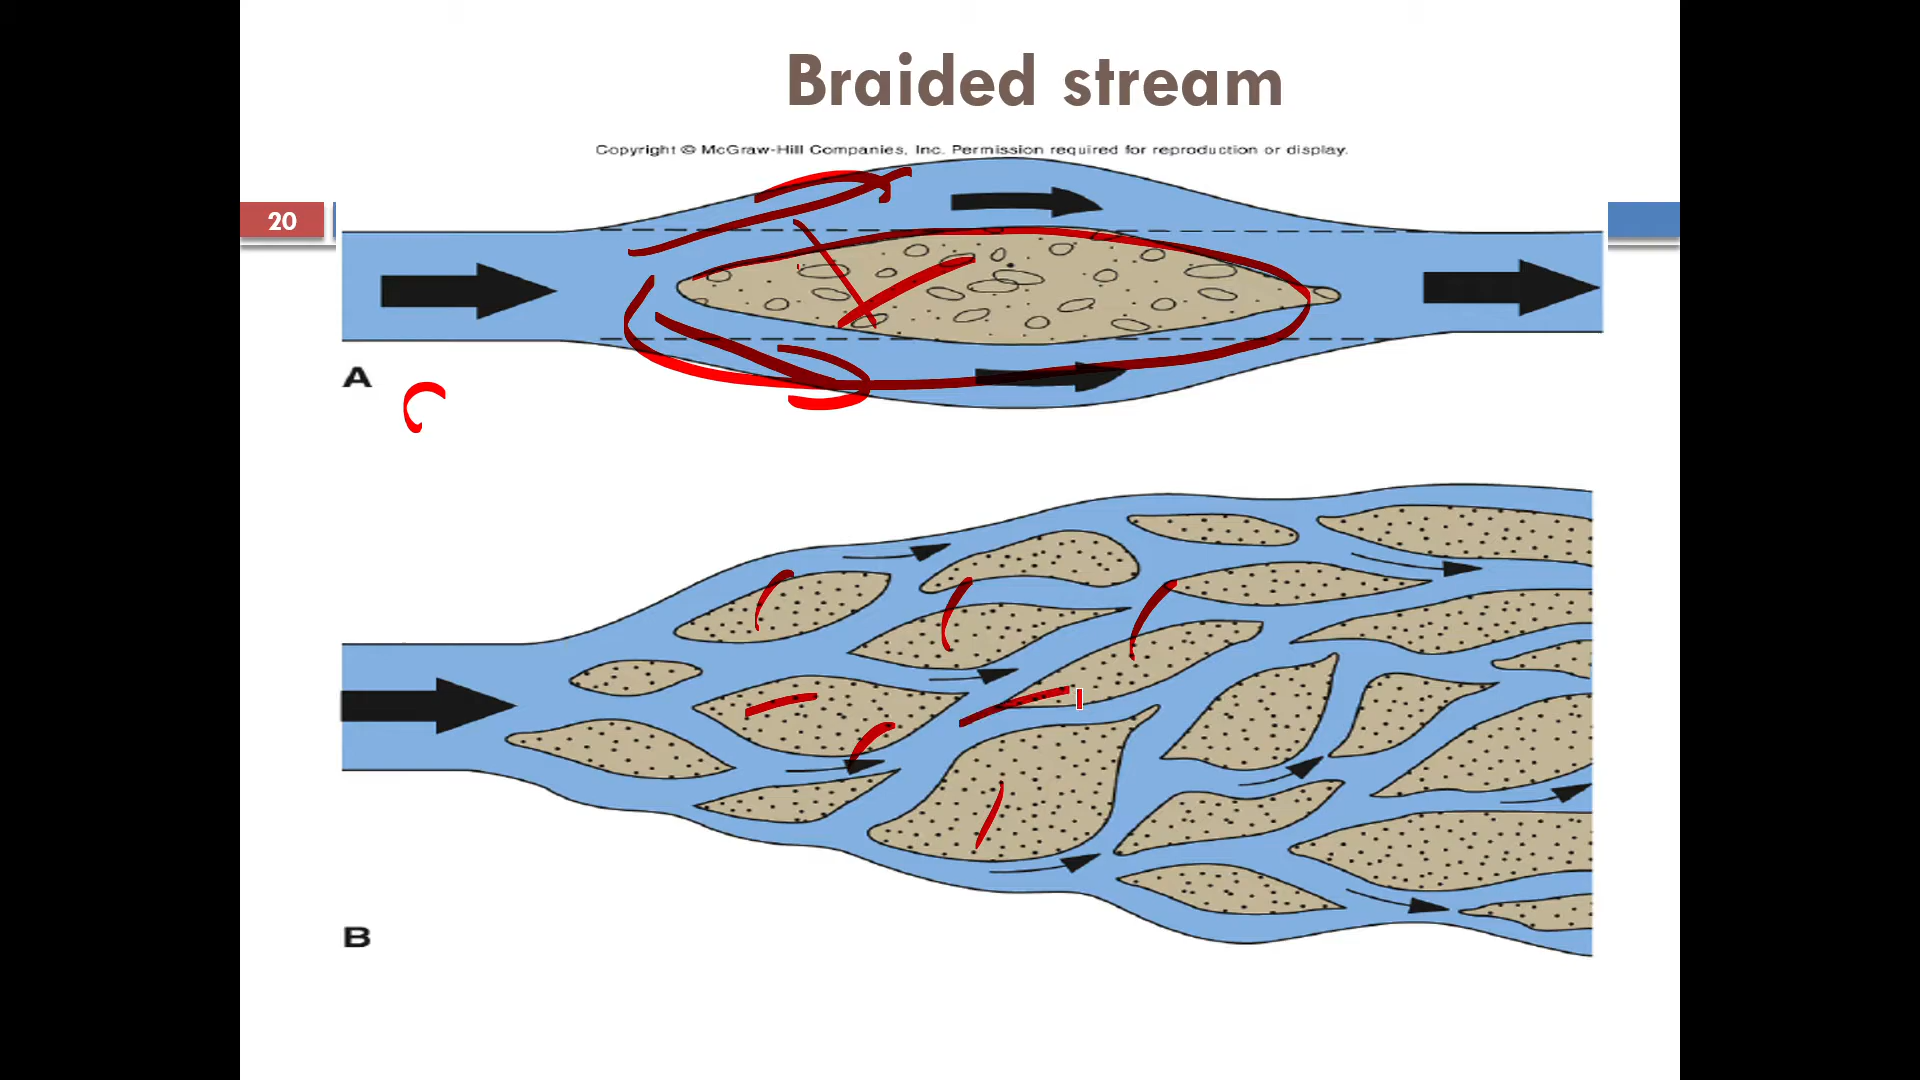 Braided stream
Copyright © McGraw-Hill Companies, Inc. Permission required for reproduction or display.
20
A
B